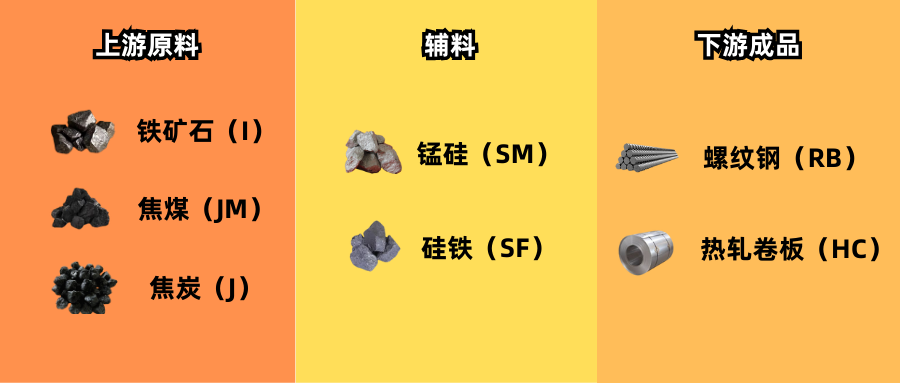 上游原料
铁矿石（I）
焦煤（JM）
焦炭（J）
辅料
锰硅（SM）
硅铁（SF）
下游成品
螺纹钢（RB）
热轧卷板（HC）